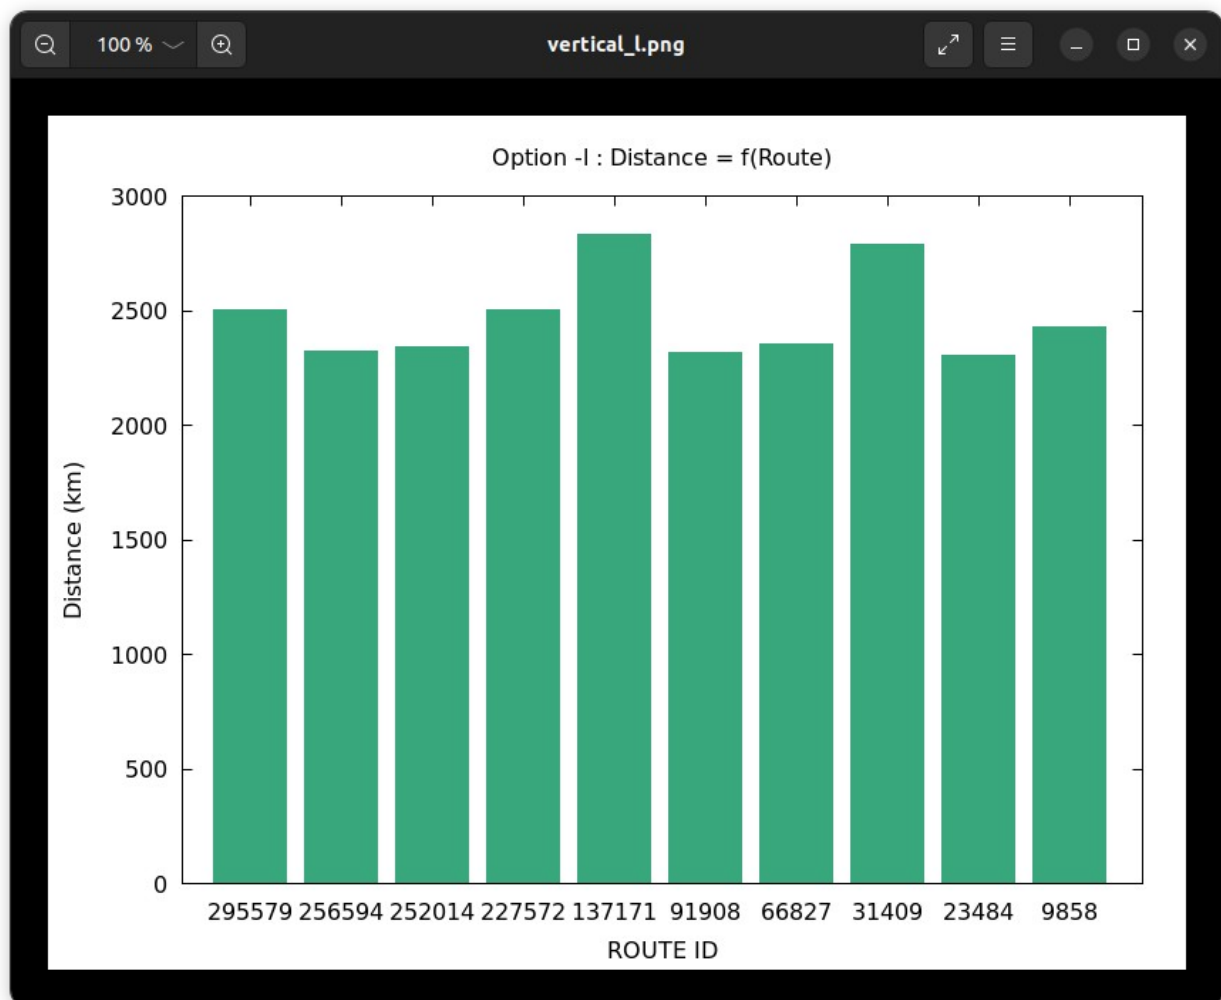 100 %
vertical_l.png
Option -l : Distance = f(Route)
3000
2500
2000
1500
1000
500
0
Distance (km)
295579 256594 252014 227572 137171 91908 66827 31409 23484 9858
ROUTE ID